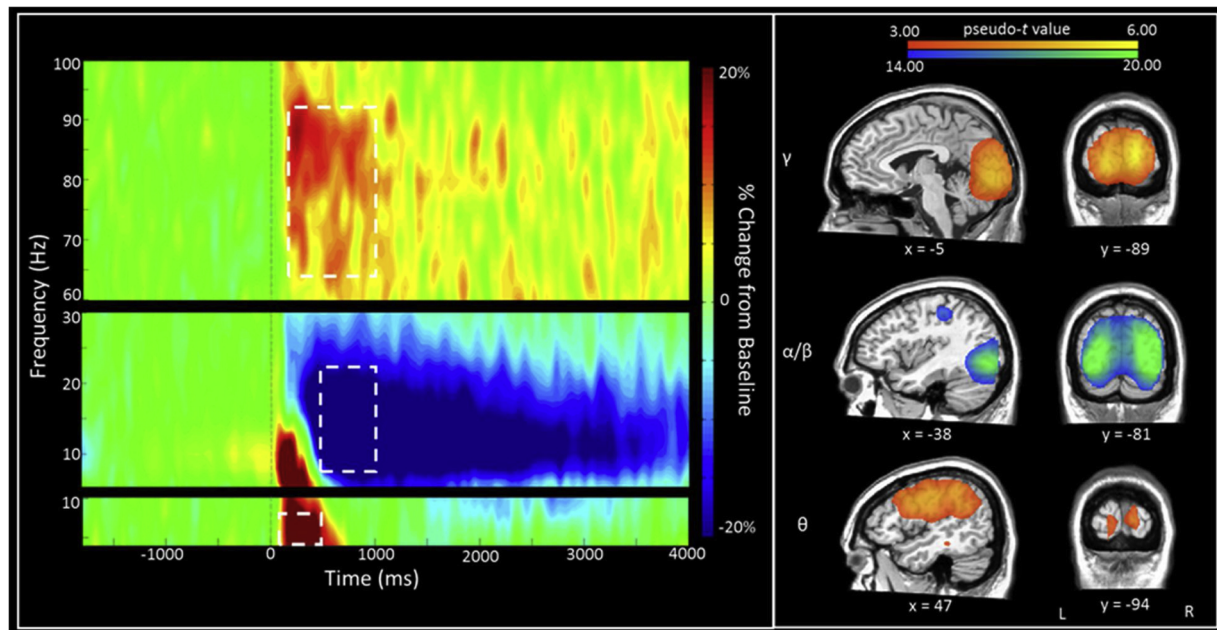 100
90
80
70
60
30
20
10
10
Frequency (Hz)
-1000
0
1000
2000
3000
4000
Time (ms)
20%
0
-20%
% Change from Baseline
3.00
pseudo-t value
6.00
14.00
20.00
γ
x = -5
y = -89
α/β
x = -38
y = -81
θ
x = 47
L
y = -94
R